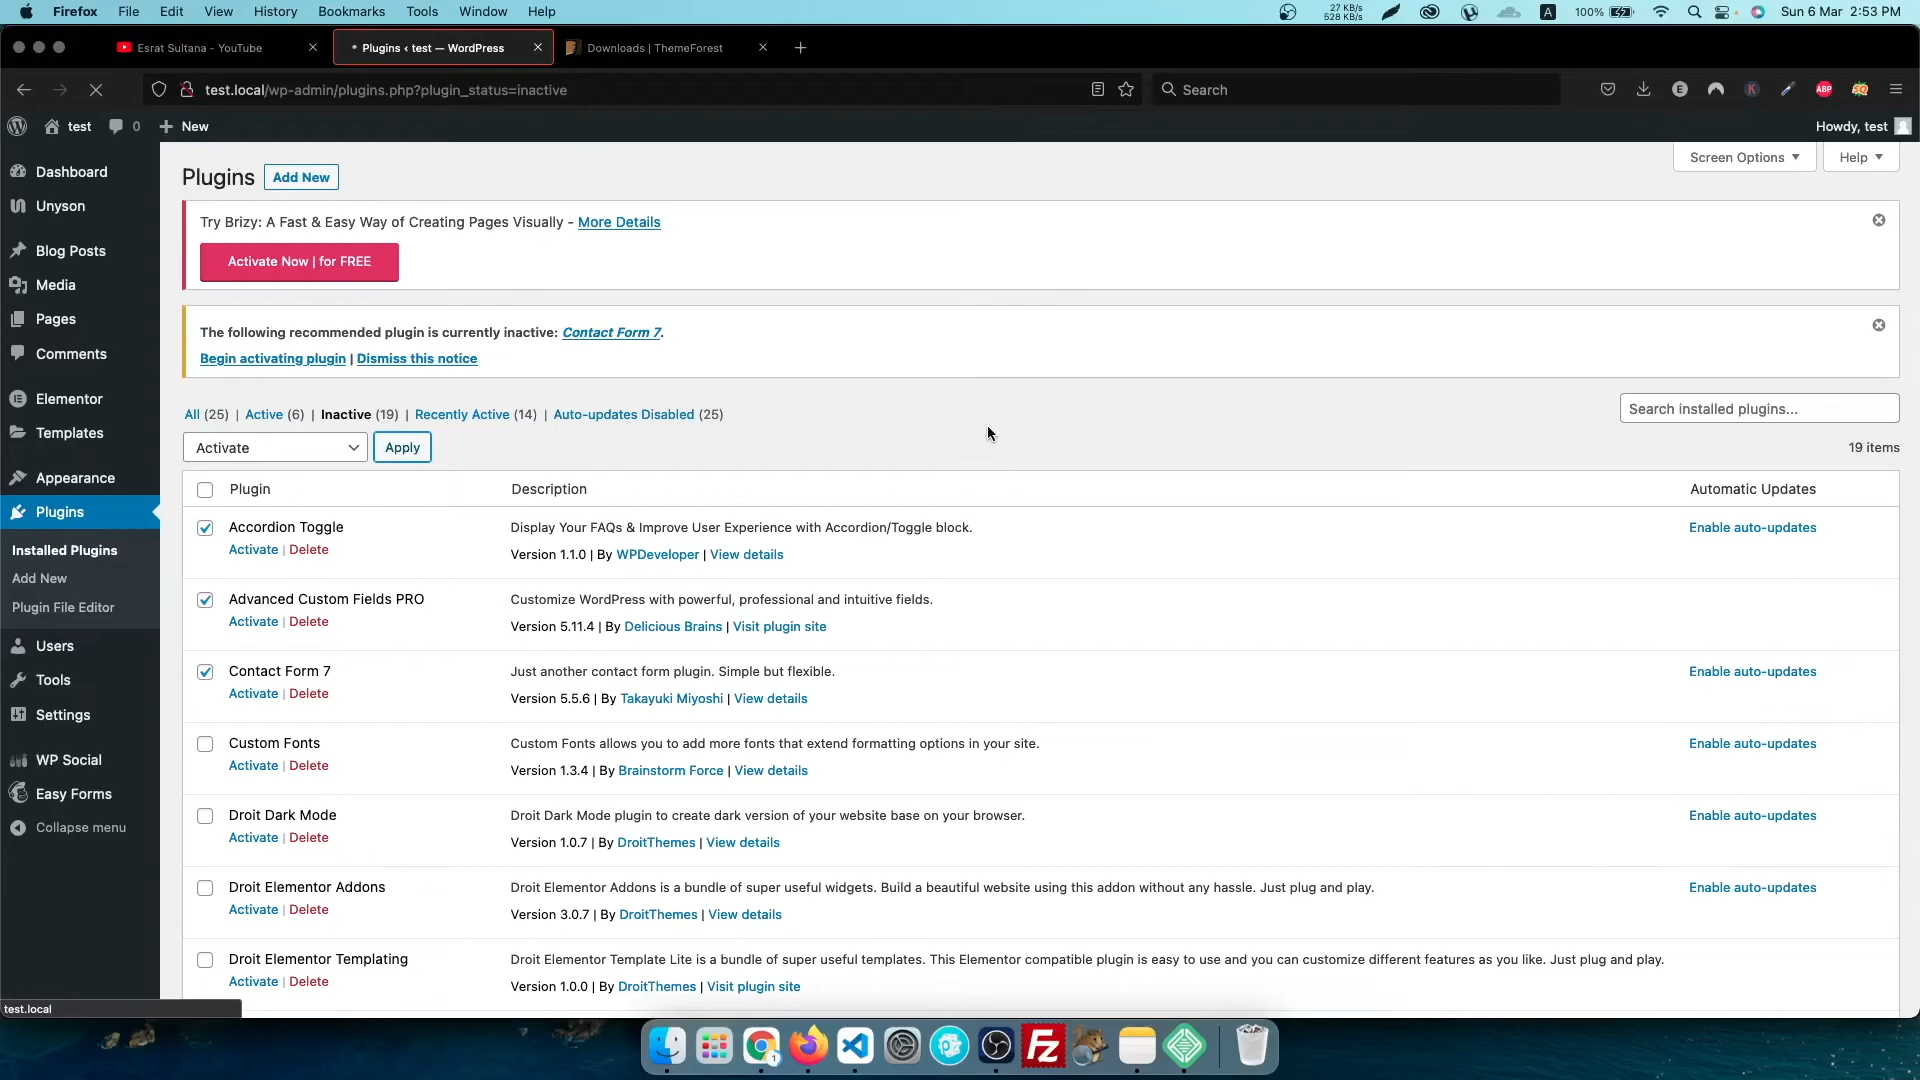 Firefox File Edit View History Bookmarks Tools Window Help 27 KB/s 528 KB/s A 100% Sun 6 Mar 2:53 PM
Esrat Sultana - YouTube Plugins ‹ test — WordPress Downloads | ThemeForest
test.local/wp-admin/plugins.php?plugin_status=inactive Search E K ABP
test 0 New Howdy, test
Screen Options Help
Dashboard
Unyson
Blog Posts
Media
Pages
Comments
Elementor
Templates
Appearance
Plugins
Installed Plugins
Add New
Plugin File Editor
Users
Tools
Settings
WP Social
Easy Forms
Collapse menu
Plugins Add New
Try Brizy: A Fast & Easy Way of Creating Pages Visually - More Details
Activate Now | for FREE
The following recommended plugin is currently inactive: Contact Form 7.
Begin activating plugin | Dismiss this notice
All (25) | Active (6) | Inactive (19) | Recently Active (14) | Auto-updates Disabled (25)
Search installed plugins...
Activate Apply 19 items
Plugin Description Automatic Updates
Accordion Toggle Display Your FAQs & Improve User Experience with Accordion/Toggle block. Enable auto-updates
Activate | Delete Version 1.1.0 | By WPDeveloper | View details
Advanced Custom Fields PRO Customize WordPress with powerful, professional and intuitive fields.
Activate | Delete Version 5.11.4 | By Delicious Brains | Visit plugin site
Contact Form 7 Just another contact form plugin. Simple but flexible. Enable auto-updates
Activate | Delete Version 5.5.6 | By Takayuki Miyoshi | View details
Custom Fonts Custom Fonts allows you to add more fonts that extend formatting options in your site. Enable auto-updates
Activate | Delete Version 1.3.4 | By Brainstorm Force | View details
Droit Dark Mode Droit Dark Mode plugin to create dark version of your website base on your browser. Enable auto-updates
Activate | Delete Version 1.0.7 | By DroitThemes | View details
Droit Elementor Addons Droit Elementor Addons is a bundle of super useful widgets. Build a beautiful website using this addon without any hassle. Just plug and play. Enable auto-updates
Activate | Delete Version 3.0.7 | By DroitThemes | View details
Droit Elementor Templating Droit Elementor Template Lite is a bundle of super useful templates. This Elementor compatible plugin is easy to use and you can customize different features as you like. Just plug and play.
Activate | Delete Version 1.0.0 | By DroitThemes | Visit plugin site
test.local
1 Fz